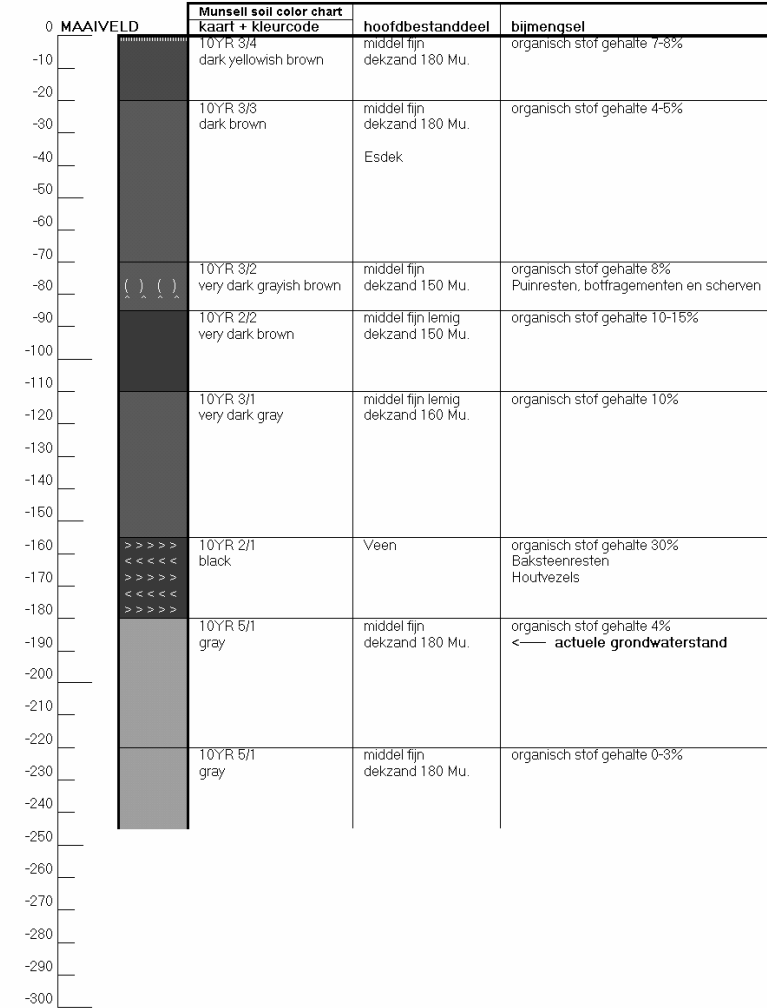 Munsell soil color chart
0 MAAIVELD kaart + kleurcode hoofdbestanddeel bijmengsel
10YR 3/4 middel fijn organisch stof gehalte 7-8%
-10 dark yellowish brown dekzand 180 Mu.
-20
10YR 3/3 middel fijn organisch stof gehalte 4-5%
-30 dark brown dekzand 180 Mu.
-40 Esdek
-50
-60
-70
10YR 3/2 middel fijn organisch stof gehalte 8%
-80 ( ) ( ) very dark grayish brown dekzand 150 Mu. Puinresten, botfragementen en scherven
^ ^ ^ ^
-90 10YR 2/2 middel fijn lemig organisch stof gehalte 10-15%
very dark brown dekzand 150 Mu.
-100
-110
10YR 3/1 middel fijn lemig organisch stof gehalte 10%
-120 very dark gray dekzand 160 Mu.
-130
-140
-150
-160 > > > > > 10YR 2/1 Veen organisch stof gehalte 30%
< < < < < black Baksteenresten
-170 > > > > > Houtvezels
< < < < <
-180 > > > > >
10YR 5/1 middel fijn organisch stof gehalte 4%
-190 gray dekzand 180 Mu. <—— actuele grondwaterstand
-200
-210
-220
10YR 5/1 middel fijn organisch stof gehalte 0-3%
-230 gray dekzand 180 Mu.
-240
-250
-260
-270
-280
-290
-300